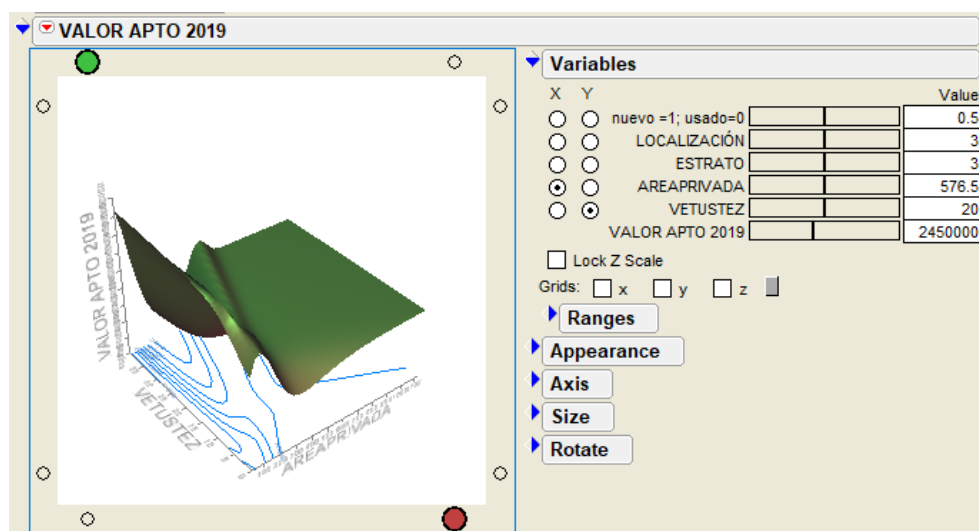 VALOR APTO 2019
Variables
X Y Value
nuevo =1; usado=0 0.5
LOCALIZACIÓN 3
ESTRATO 3
AREAPRIVADA 576.5
VETUSTEZ 20
VALOR APTO 2019 2450000
Lock Z Scale
Grids: x y z
Ranges
Appearance
Axis
Size
Rotate
VALOR APTO 2019
VETUSTEZ
AREAPRIVADA